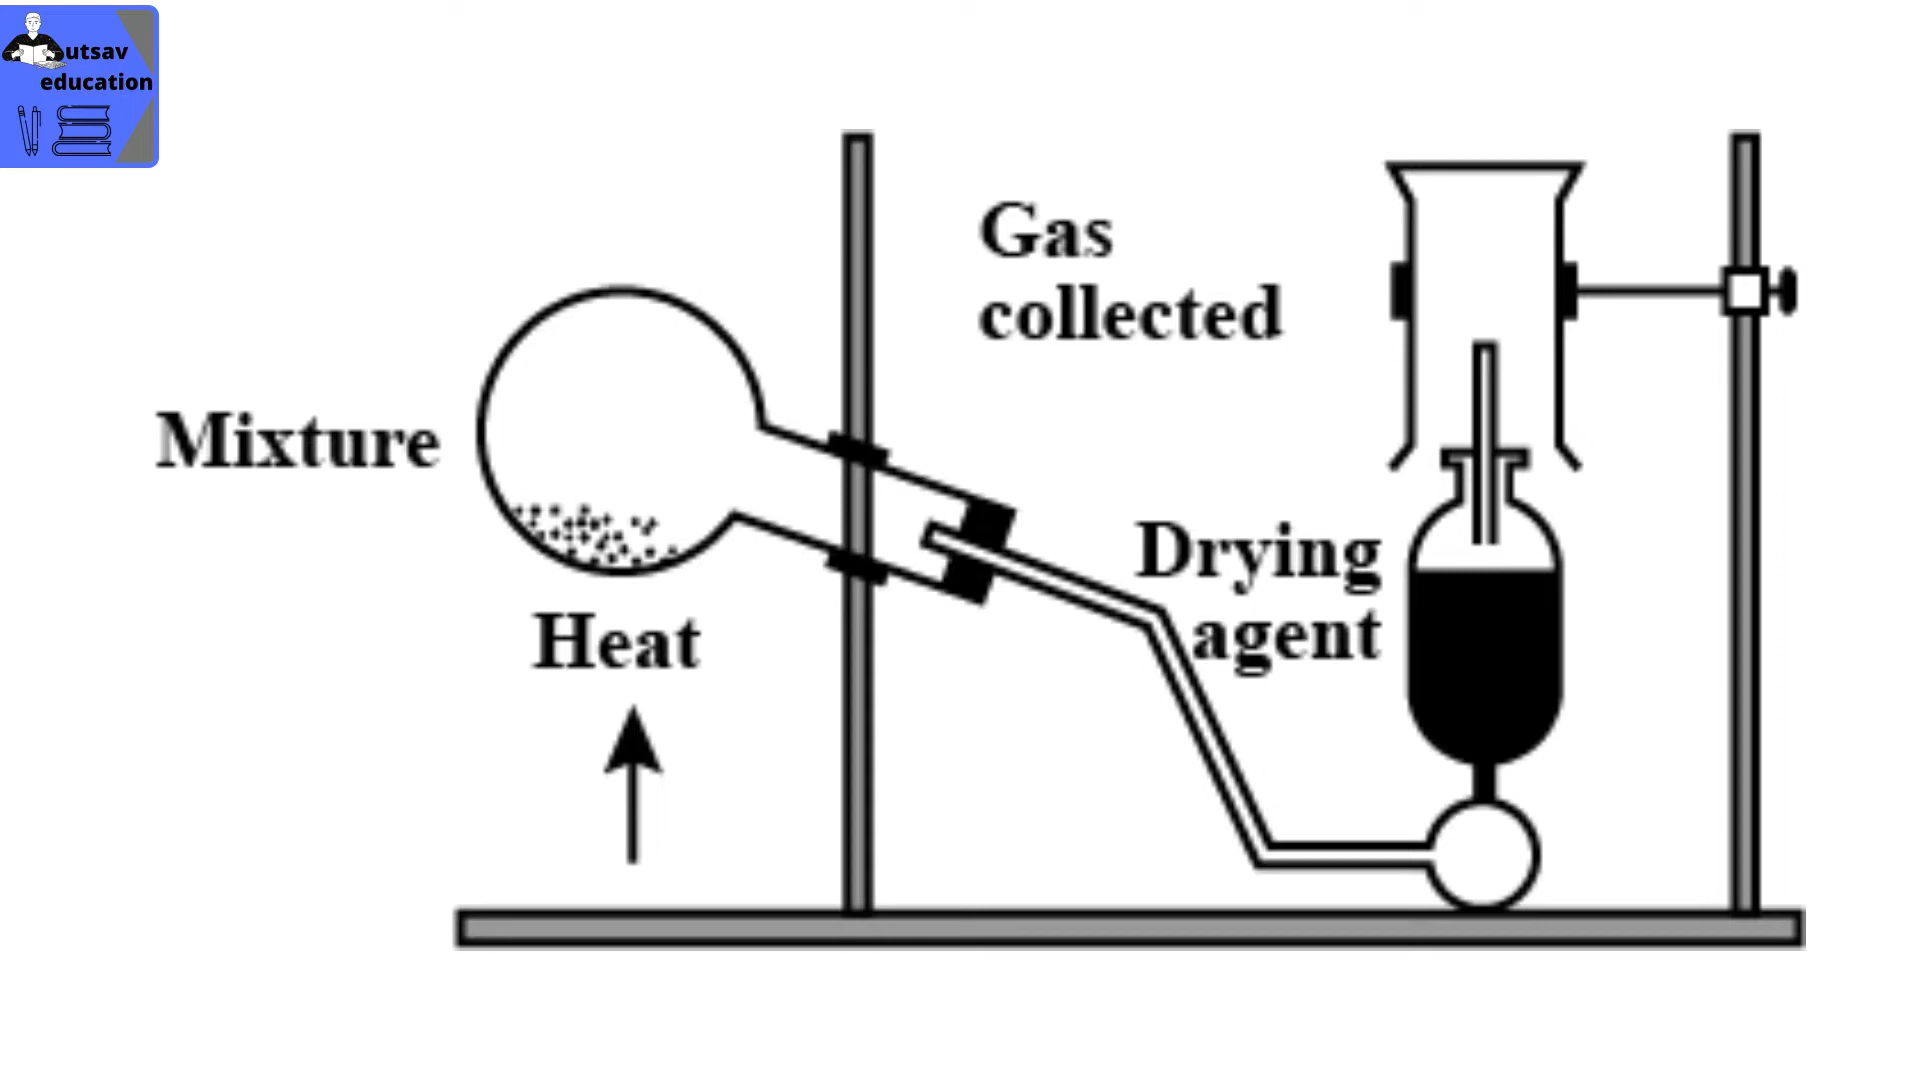 utsav
education
Gas
collected
Mixture
Drying
agent
Heat